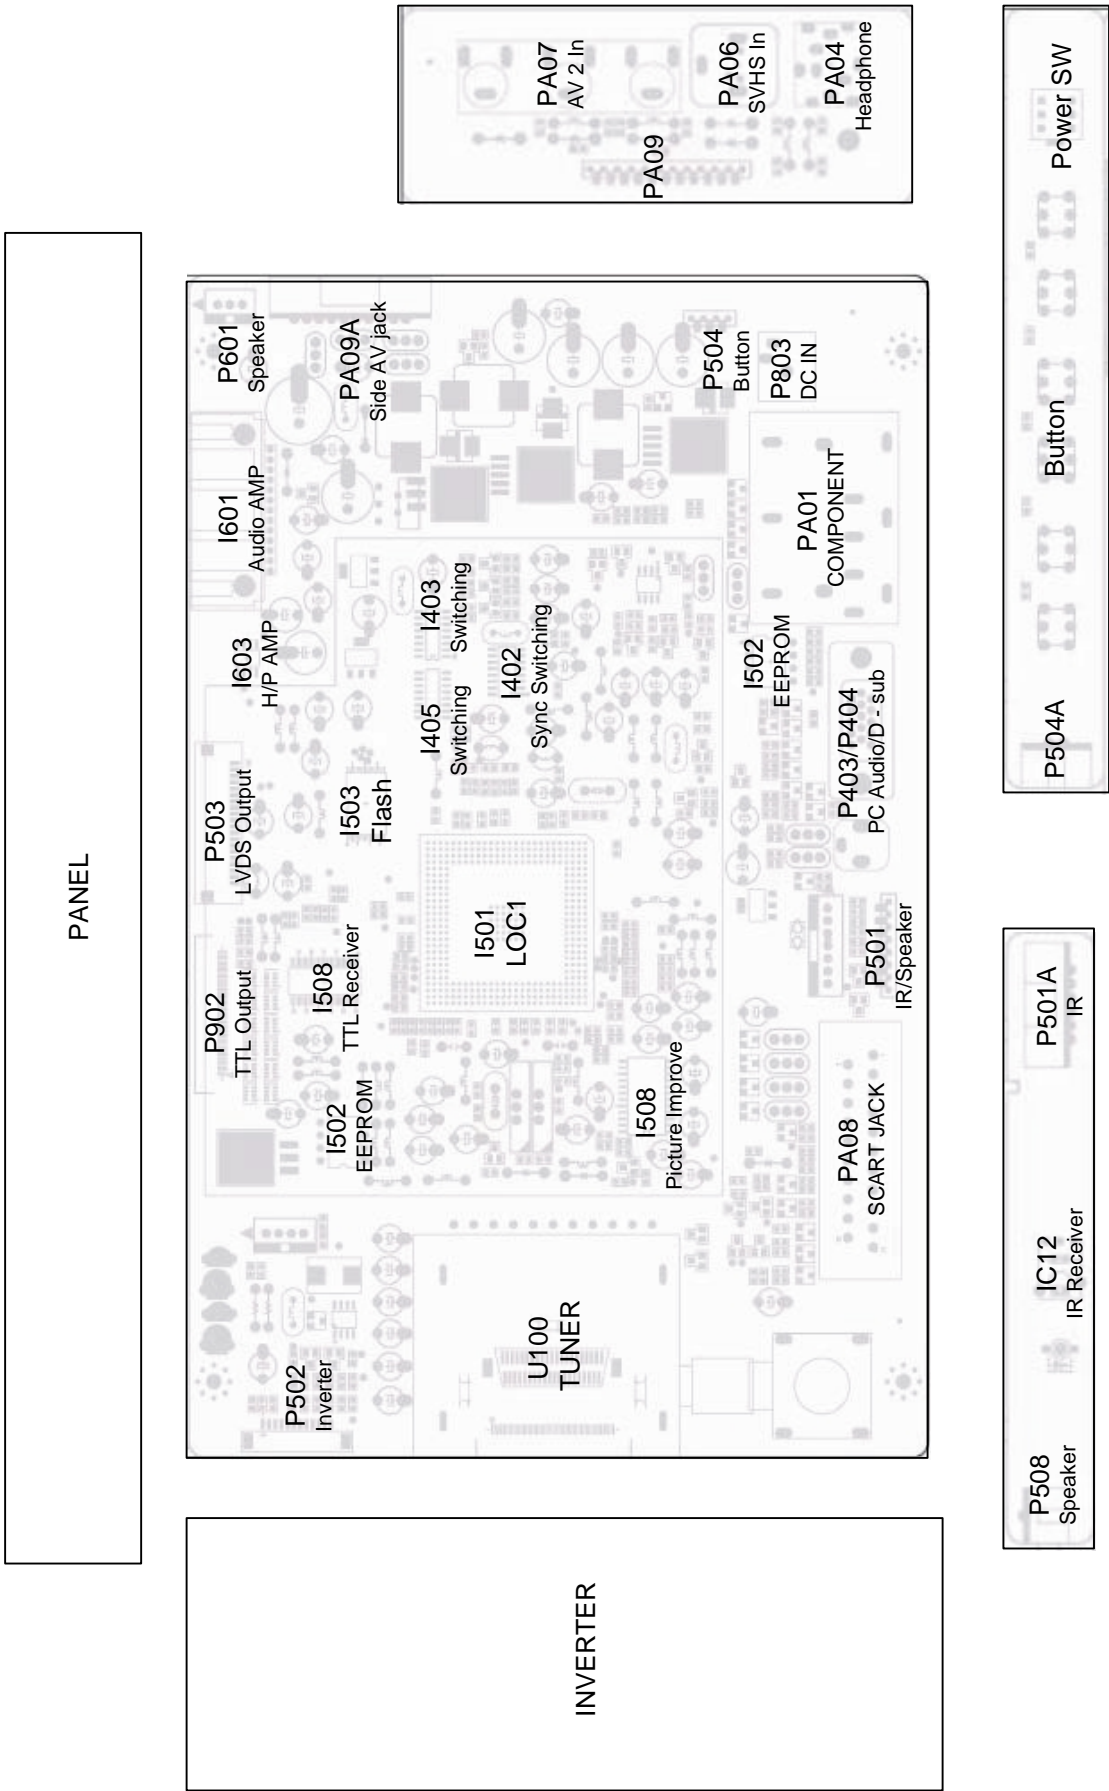 PANEL
INVERTER
P502
Inverter
U100
TUNER
P902
TTL Output
P503
LVDS Output
I603
H/P AMP
I601
Audio AMP
P601
Speaker
PA09A
Side AV jack
I502
EEPROM
I508
TTL Receiver
I503
Flash
I405
Switching
I403
Switching
I402
Sync Switching
I501
LOC1
I508
Picture Improve
P504
Button
P803
DC IN
PA08
SCART JACK
P501
IR/Speaker
P403/P404
PC Audio/D - sub
I502
EEPROM
PA01
COMPONENT
PA09
PA07
AV 2 In
PA06
SVHS In
PA04
Headphone
P508
Speaker
IC12
IR Receiver
P501A
IR
P504A
Button
Power SW